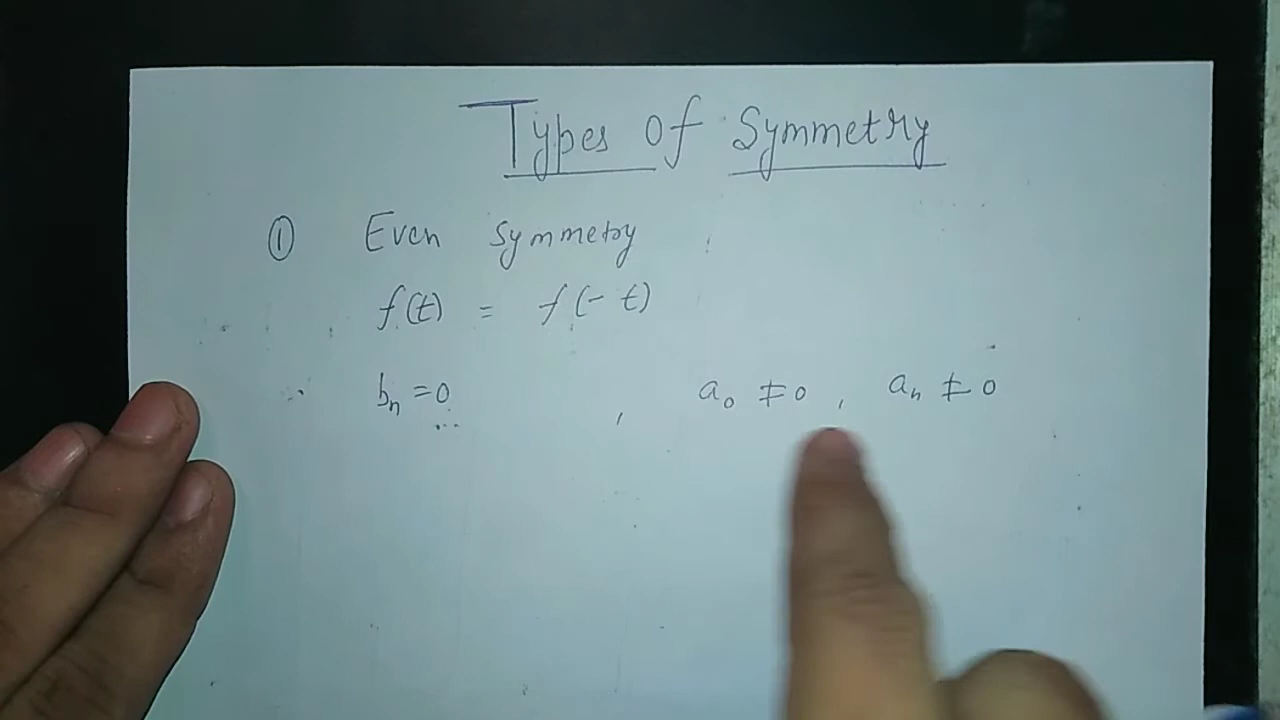 Types of Symmetry
① Even Symmetry
f(t) = f(- t)
bn = 0 , a0 ≠ 0 , an ≠ 0